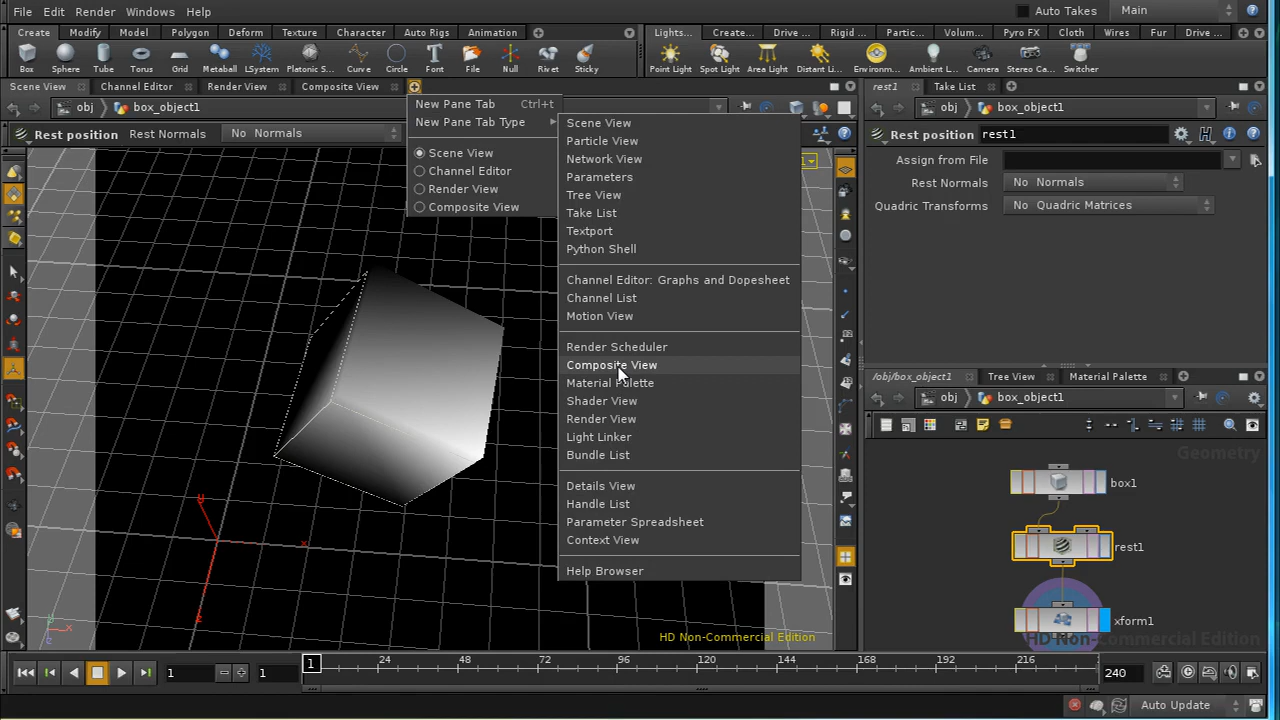 File Edit Render Windows Help
Auto Takes Main
Create Modify Model Polygon Deform Texture Character Auto Rigs Animation
Lights... Create... Drive ... Rigid ... Partic... Volum... Pyro FX Cloth Wires Fur Drive ...
Box Sphere Tube Torus Grid Metaball LSystem Platonic S... Curve Circle Font File Null Rivet Sticky
Point Light Spot Light Area Light Distant L... Environm... Ambient L... Camera Stereo Ca... Switcher
Scene View Channel Editor Render View Composite View
rest1 Take List
obj box_object1
obj box_object1
Rest position Rest Normals No Normals
Rest position rest1
Assign from File
Rest Normals No Normals
Quadric Transforms No Quadric Matrices
New Pane Tab Ctrl+t
New Pane Tab Type
Scene View
Channel Editor
Render View
Composite View
Scene View
Particle View
Network View
Parameters
Tree View
Take List
Textport
Python Shell
Channel Editor: Graphs and Dopesheet
Channel List
Motion View
Render Scheduler
Composite View
Material Palette
Shader View
Render View
Light Linker
Bundle List
Details View
Handle List
Parameter Spreadsheet
Context View
Help Browser
y
x
z
y
x
z
HD Non-Commercial Edition
/obj/box_object1 Tree View Material Palette
obj box_object1
Geometry
box1
rest1
xform1
HD Non-Commercial Edition
1 1 1 24 48 72 96 120 144 168 192 216 240
Auto Update